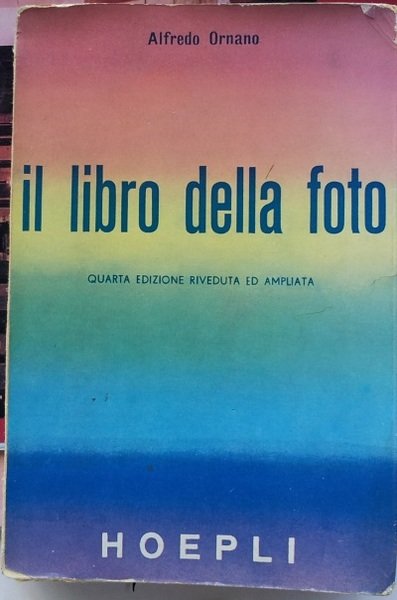 Alfredo Ornano
il libro della foto
QUARTA EDIZIONE RIVEDUTA ED AMPLIATA
HOEPLI